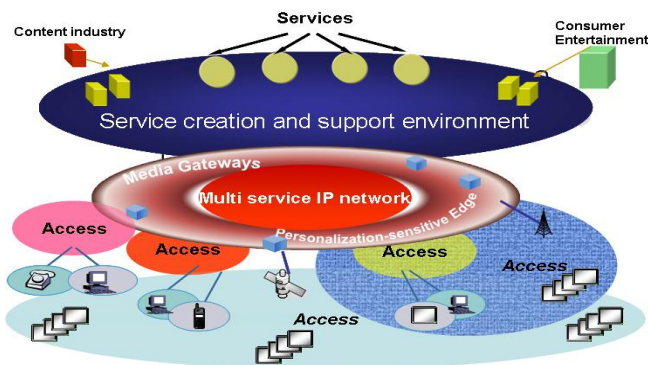 Services
Content industry
Consumer
Entertainment
Service creation and support environment
Media Gateways
Multi service IP network
Personalization-sensitive Edge
Access
Access
Access
Access
Access